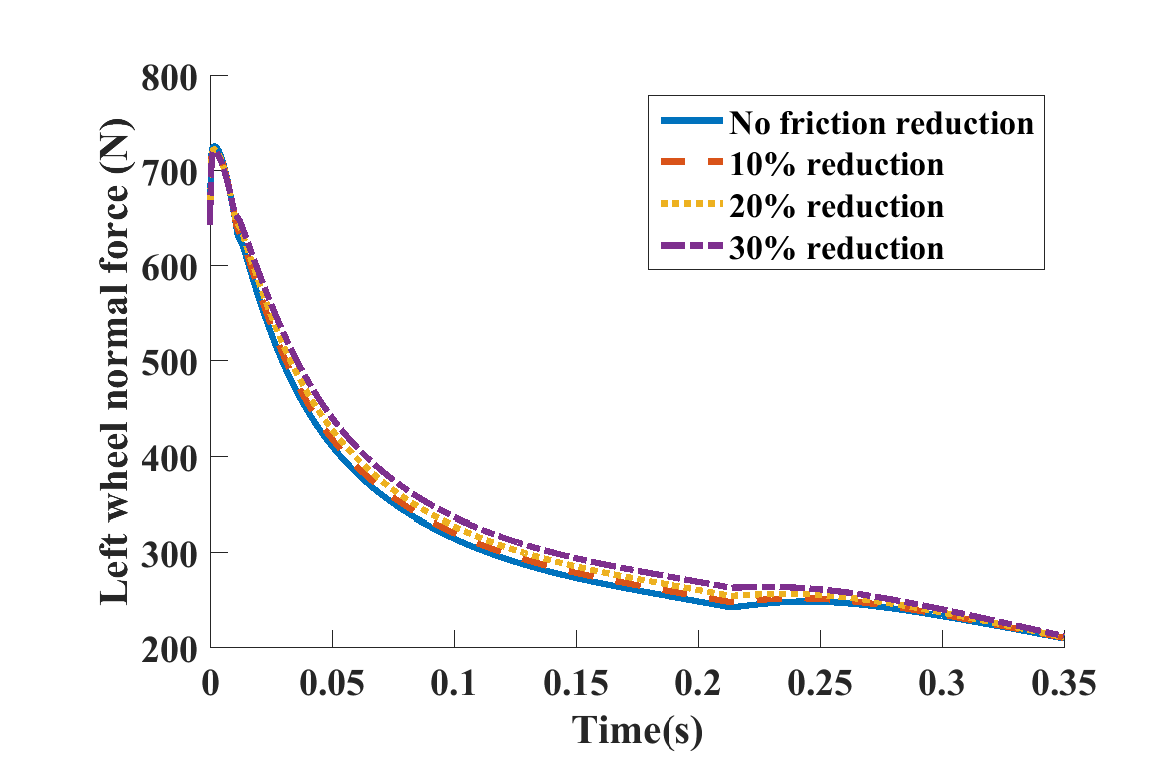 800
700
600
500
400
300
200
Left wheel normal force (N)
No friction reduction
10% reduction
20% reduction
30% reduction
0 0.05 0.1 0.15 0.2 0.25 0.3 0.35
Time(s)